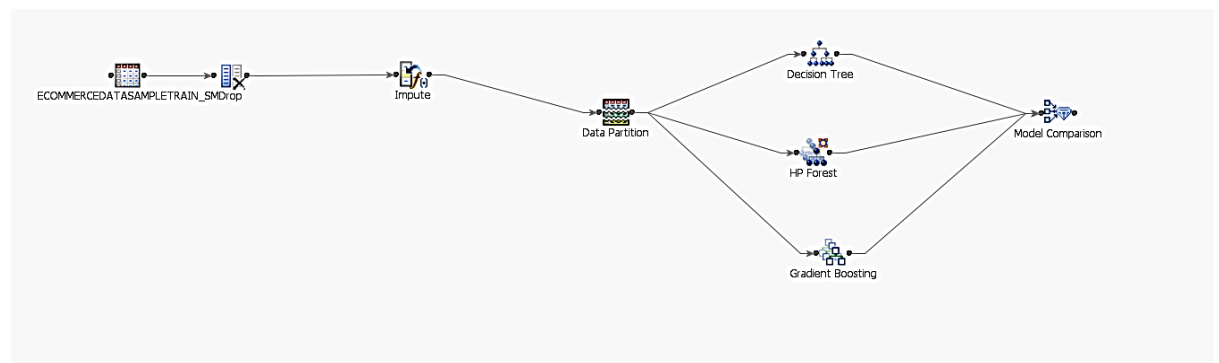 ECOMMERCEDATASAMPLETRAIN_SMDrop
Impute
Data Partition
Decision Tree
HP Forest
Gradient Boosting
Model Comparison